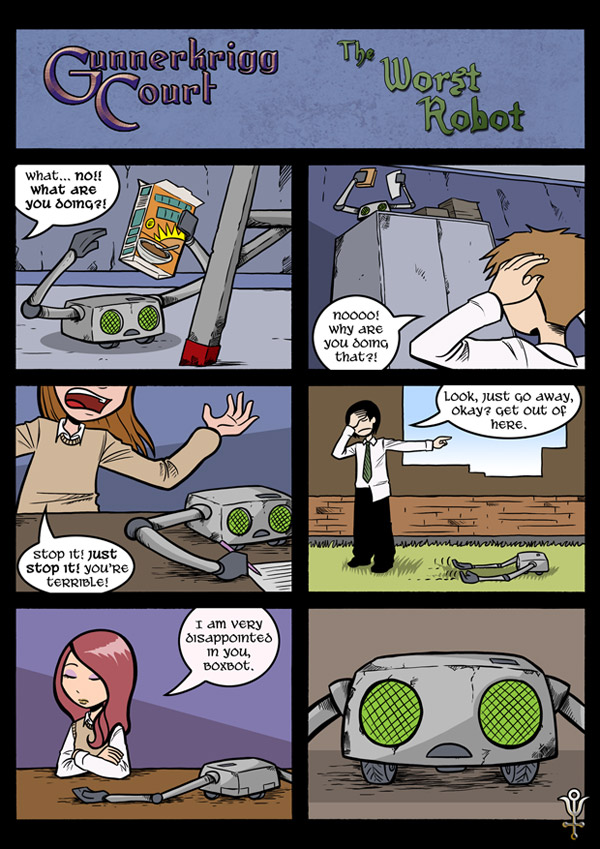 Gunnerkrigg
Court
The
Worst
Robot
What... NO!!
What are
you doing?!
NOOOO!
Why are
you doing
that?!
Stop it! Just
stop it! You're
terrible!
Look, just go away,
okay? Get out of
here.
I am very
disappointed
in you,
Boxbot.